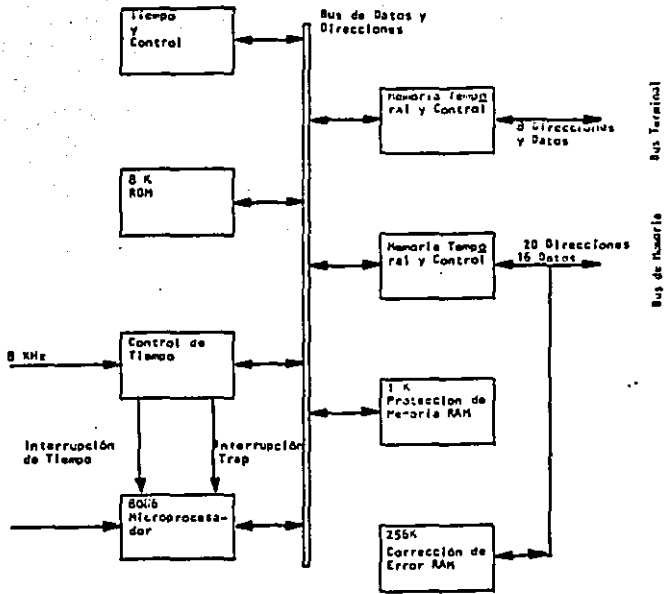 Tiempo
y
Control
Bus de Datos y
Direcciones
Memoria Tempo
ral y Control
8 Direcciones
y Datos
Bus Terminal
8 K
ROM
Memoria Tempo
ral y Control
20 Direcciones
16 Datos
Bus de Memoria
8 KHz
Control de
Tiempo
1 K
Proteccion de
Memoria RAM
Interrupción
de Tiempo
Interrupción
Trap
8086
Microprocesa-
dor
256K
Corrección de
Error RAM